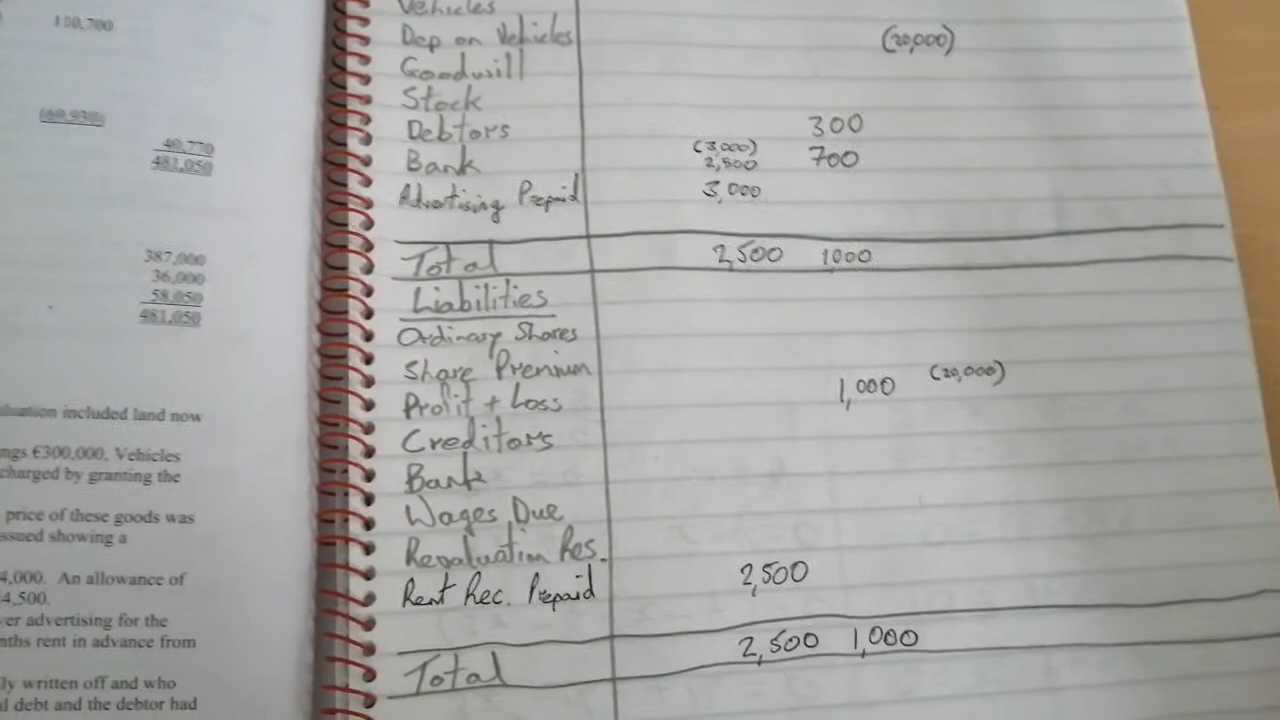 100,700
(60,930)
40,770
481,050
387,000
36,000
58,050
481,050
included land now
ngs €300,000, Vehicles
charged by granting the
price of these goods was
ssued showing a
4,000. An allowance of
4,500.
er advertising for the
nths rent in advance from
ly written off and who
l debt and the debtor had
Vehicles
Dep on Vehicles (20,000)
Goodwill
Stock
Debtors 300
Bank (3,000) 2,500 700
Advertising Prepaid 3,000
Total 2,500 1000
Liabilities
Ordinary Shares
Share Premium
Profit + Loss 1,000 (20,000)
Creditors
Bank
Wages Due
Revaluation Res.
Rent Rec. Prepaid 2,500
Total 2,500 1,000